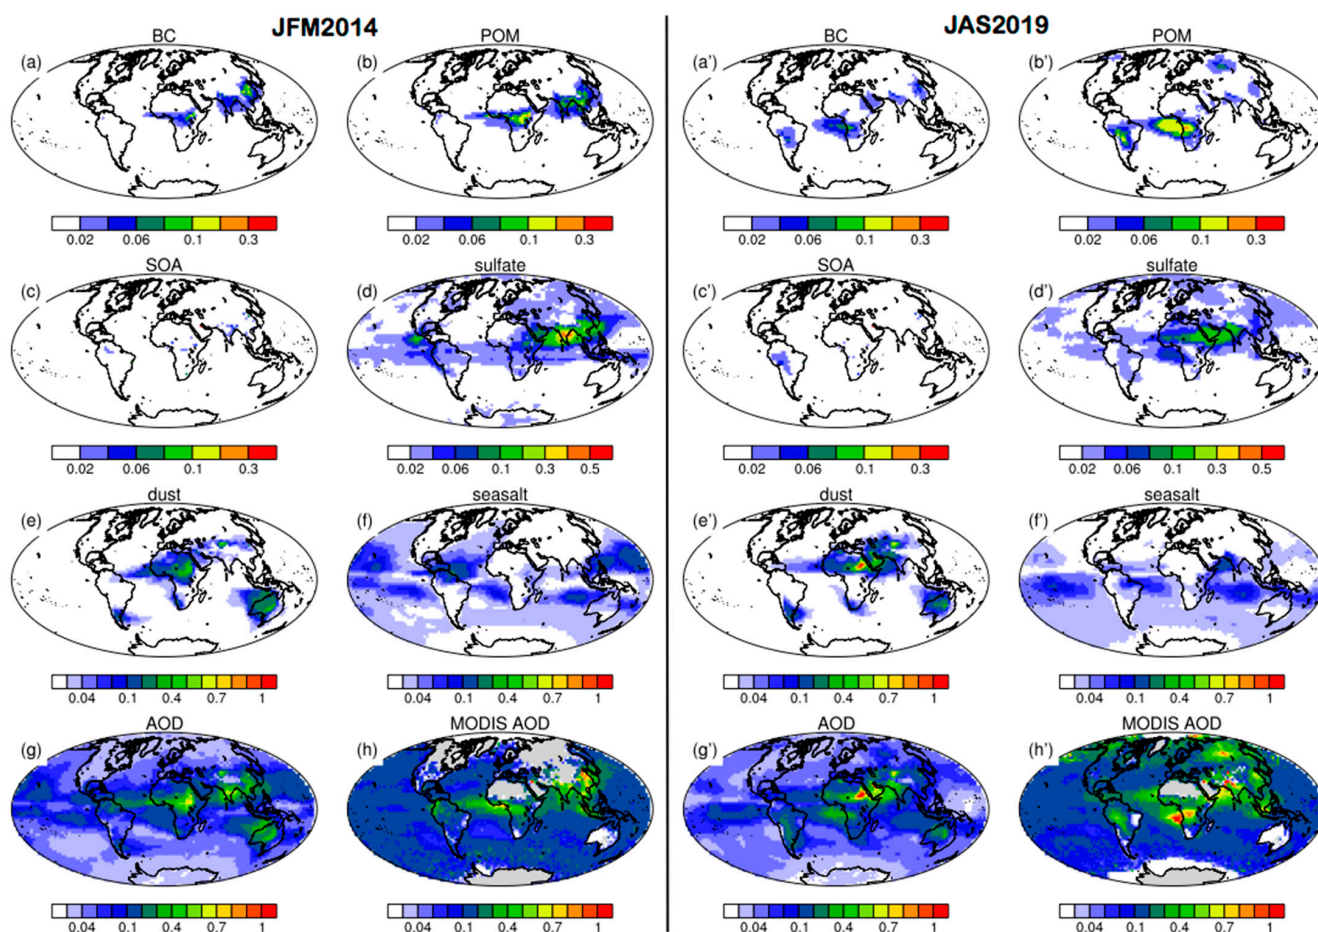 JFM2014 JAS2019
BC POM BC POM
(a) (b) (a') (b')
0.02 0.06 0.1 0.3 0.02 0.06 0.1 0.3 0.02 0.06 0.1 0.3 0.02 0.06 0.1 0.3
SOA sulfate SOA sulfate
(c) (d) (c') (d')
0.02 0.06 0.1 0.3 0.02 0.06 0.1 0.3 0.5 0.02 0.06 0.1 0.3 0.02 0.06 0.1 0.3 0.5
dust seasalt dust seasalt
(e) (f) (e') (f')
0.04 0.1 0.4 0.7 1 0.04 0.1 0.4 0.7 1 0.04 0.1 0.4 0.7 1 0.04 0.1 0.4 0.7 1
AOD MODIS AOD AOD MODIS AOD
(g) (h) (g') (h')
0.04 0.1 0.4 0.7 1 0.04 0.1 0.4 0.7 1 0.04 0.1 0.4 0.7 1 0.04 0.1 0.4 0.7 1